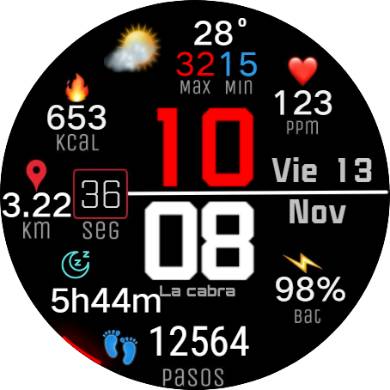 28°
32 15
Max Min
653
Kcal
123
PPM
10
Vie 13
3.22
KM
36
seg
08
Nov
La cabra
zZ
5h44m
98%
Bat
12564
Pasos